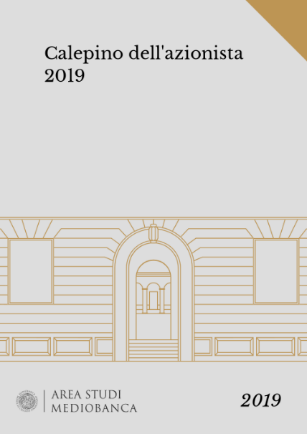 Calepino dell'azionista
2019
AREA STUDI
MEDIOBANCA
2019